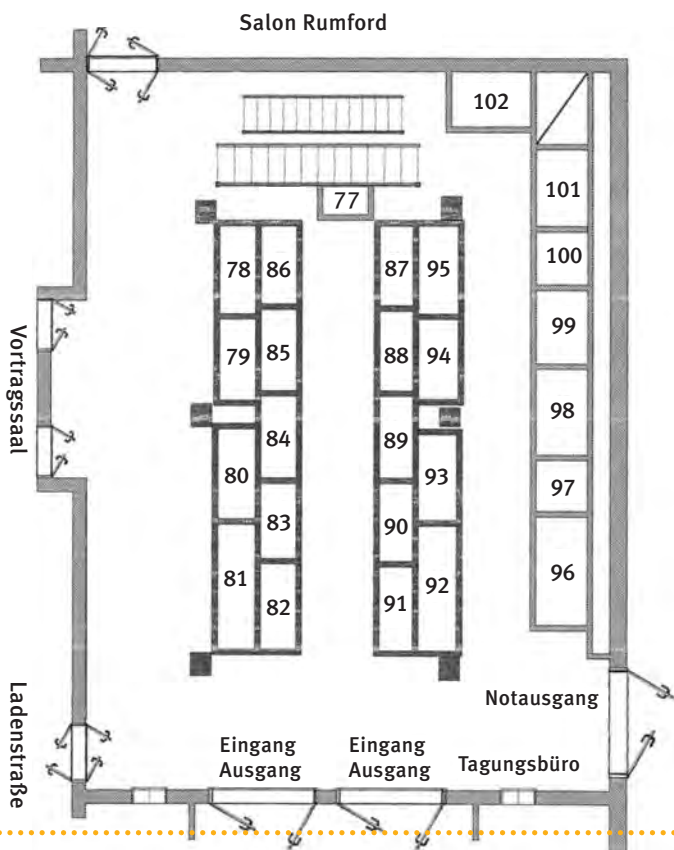 Salon Rumford
102
101
77
78
86
87
95
100
79
85
88
94
99
84
89
98
80
93
97
83
90
81
82
91
92
96
Vortragssaal
Ladenstraße
Notausgang
Eingang
Ausgang
Eingang
Ausgang
Tagungsbüro